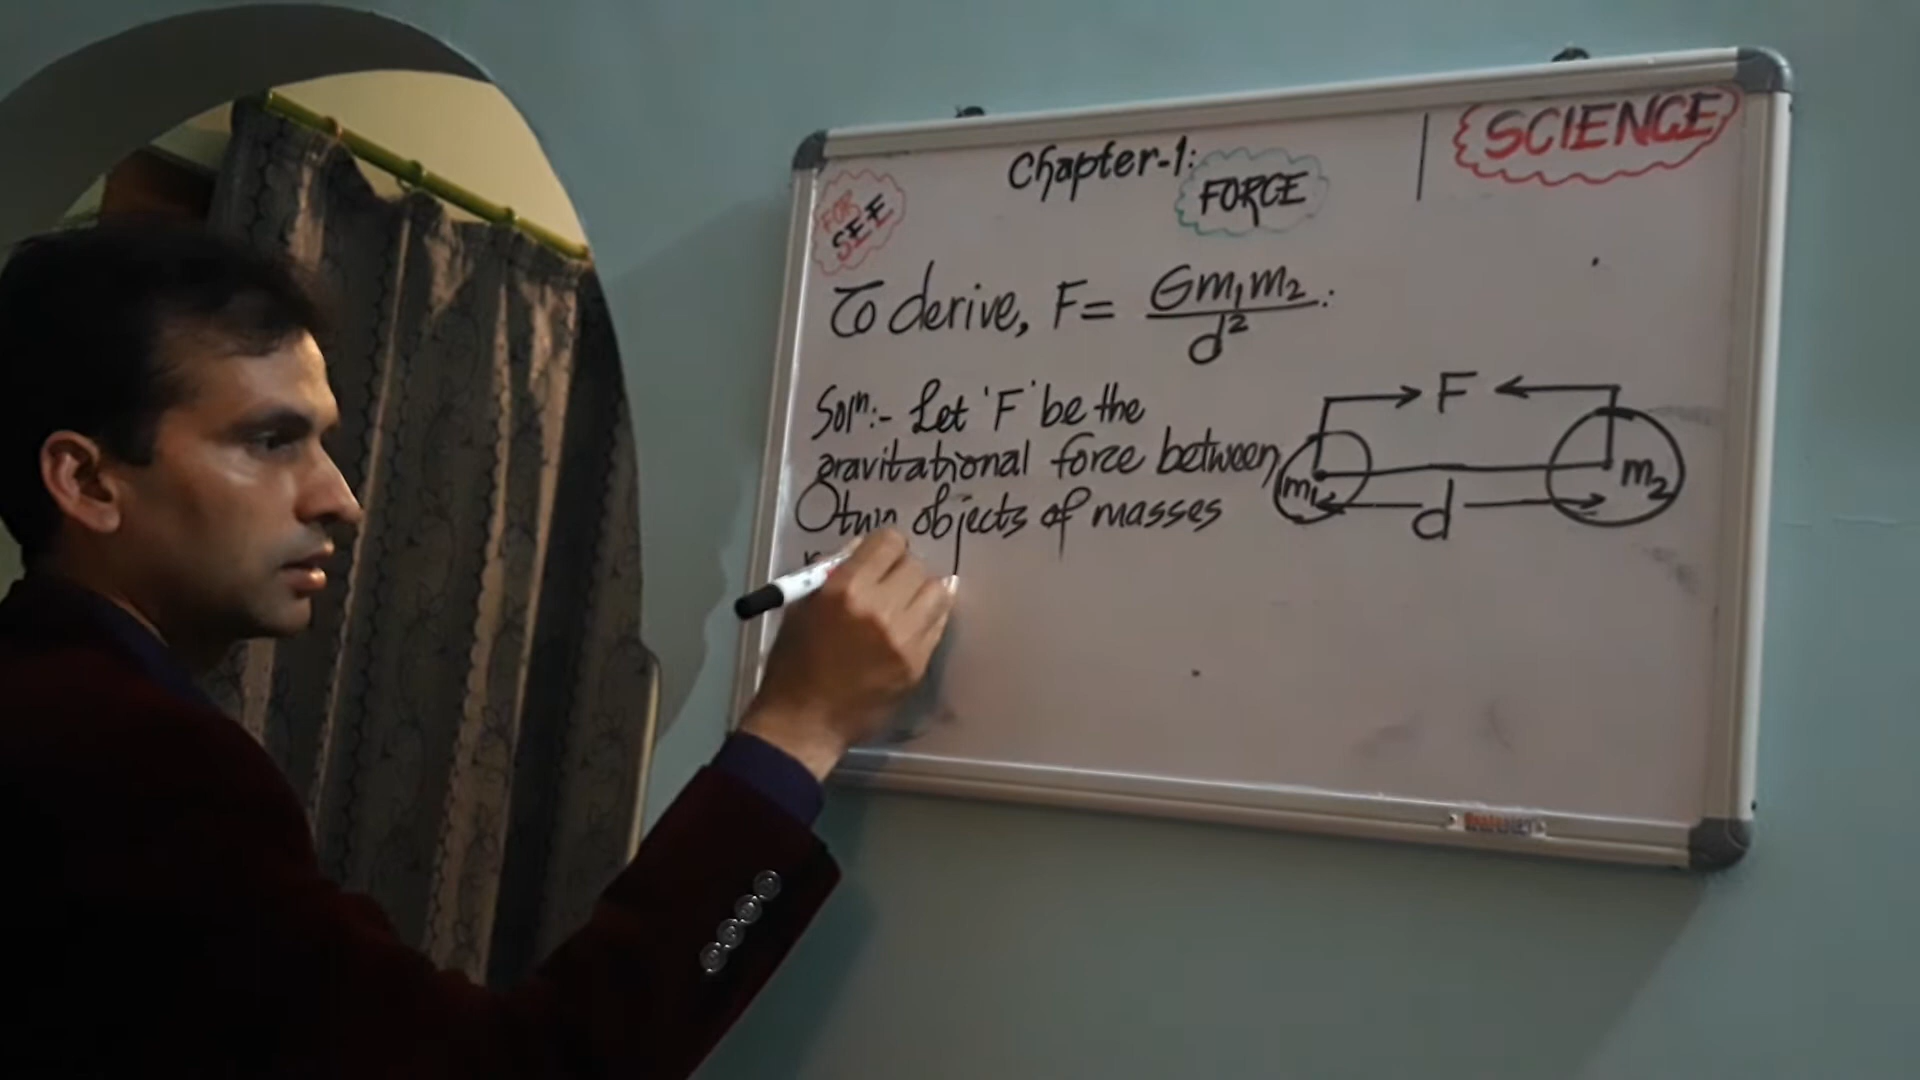 Chapter-1: FORCE
SCIENCE
FOR
SEE
To derive, F = Gm₁m₂ / d²
Solⁿ:- Let 'F' be the
gravitational force between
two objects of masses
F
m₁
m₂
d